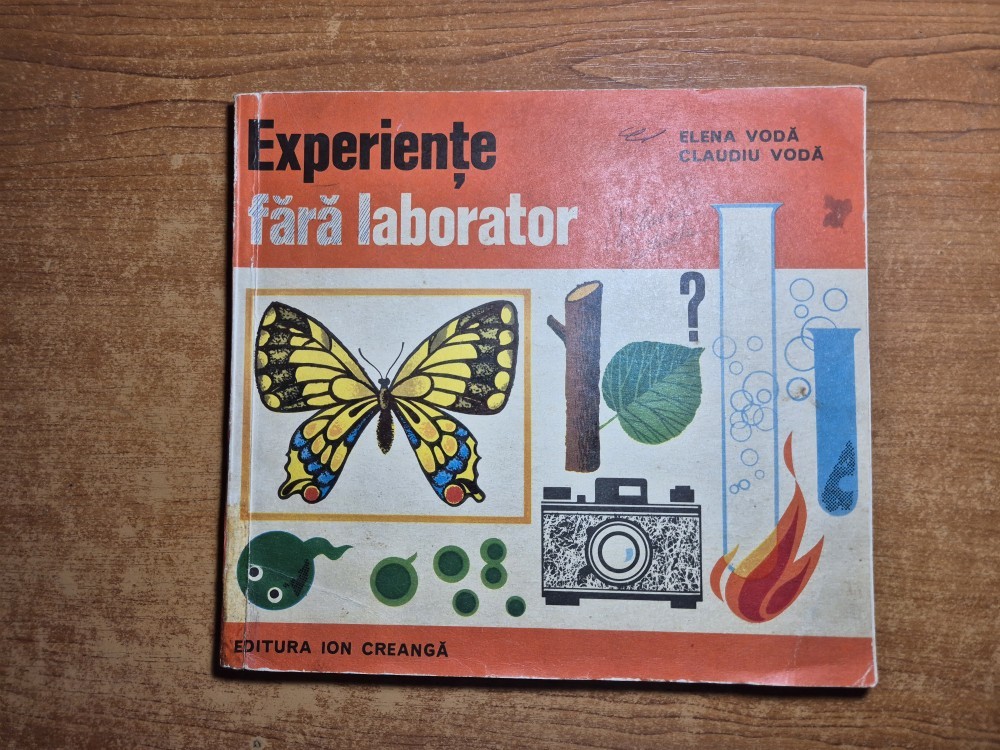 Experiențe
fără laborator
ELENA VODĂ
CLAUDIU VODĂ
?
EDITURA ION CREANGĂ